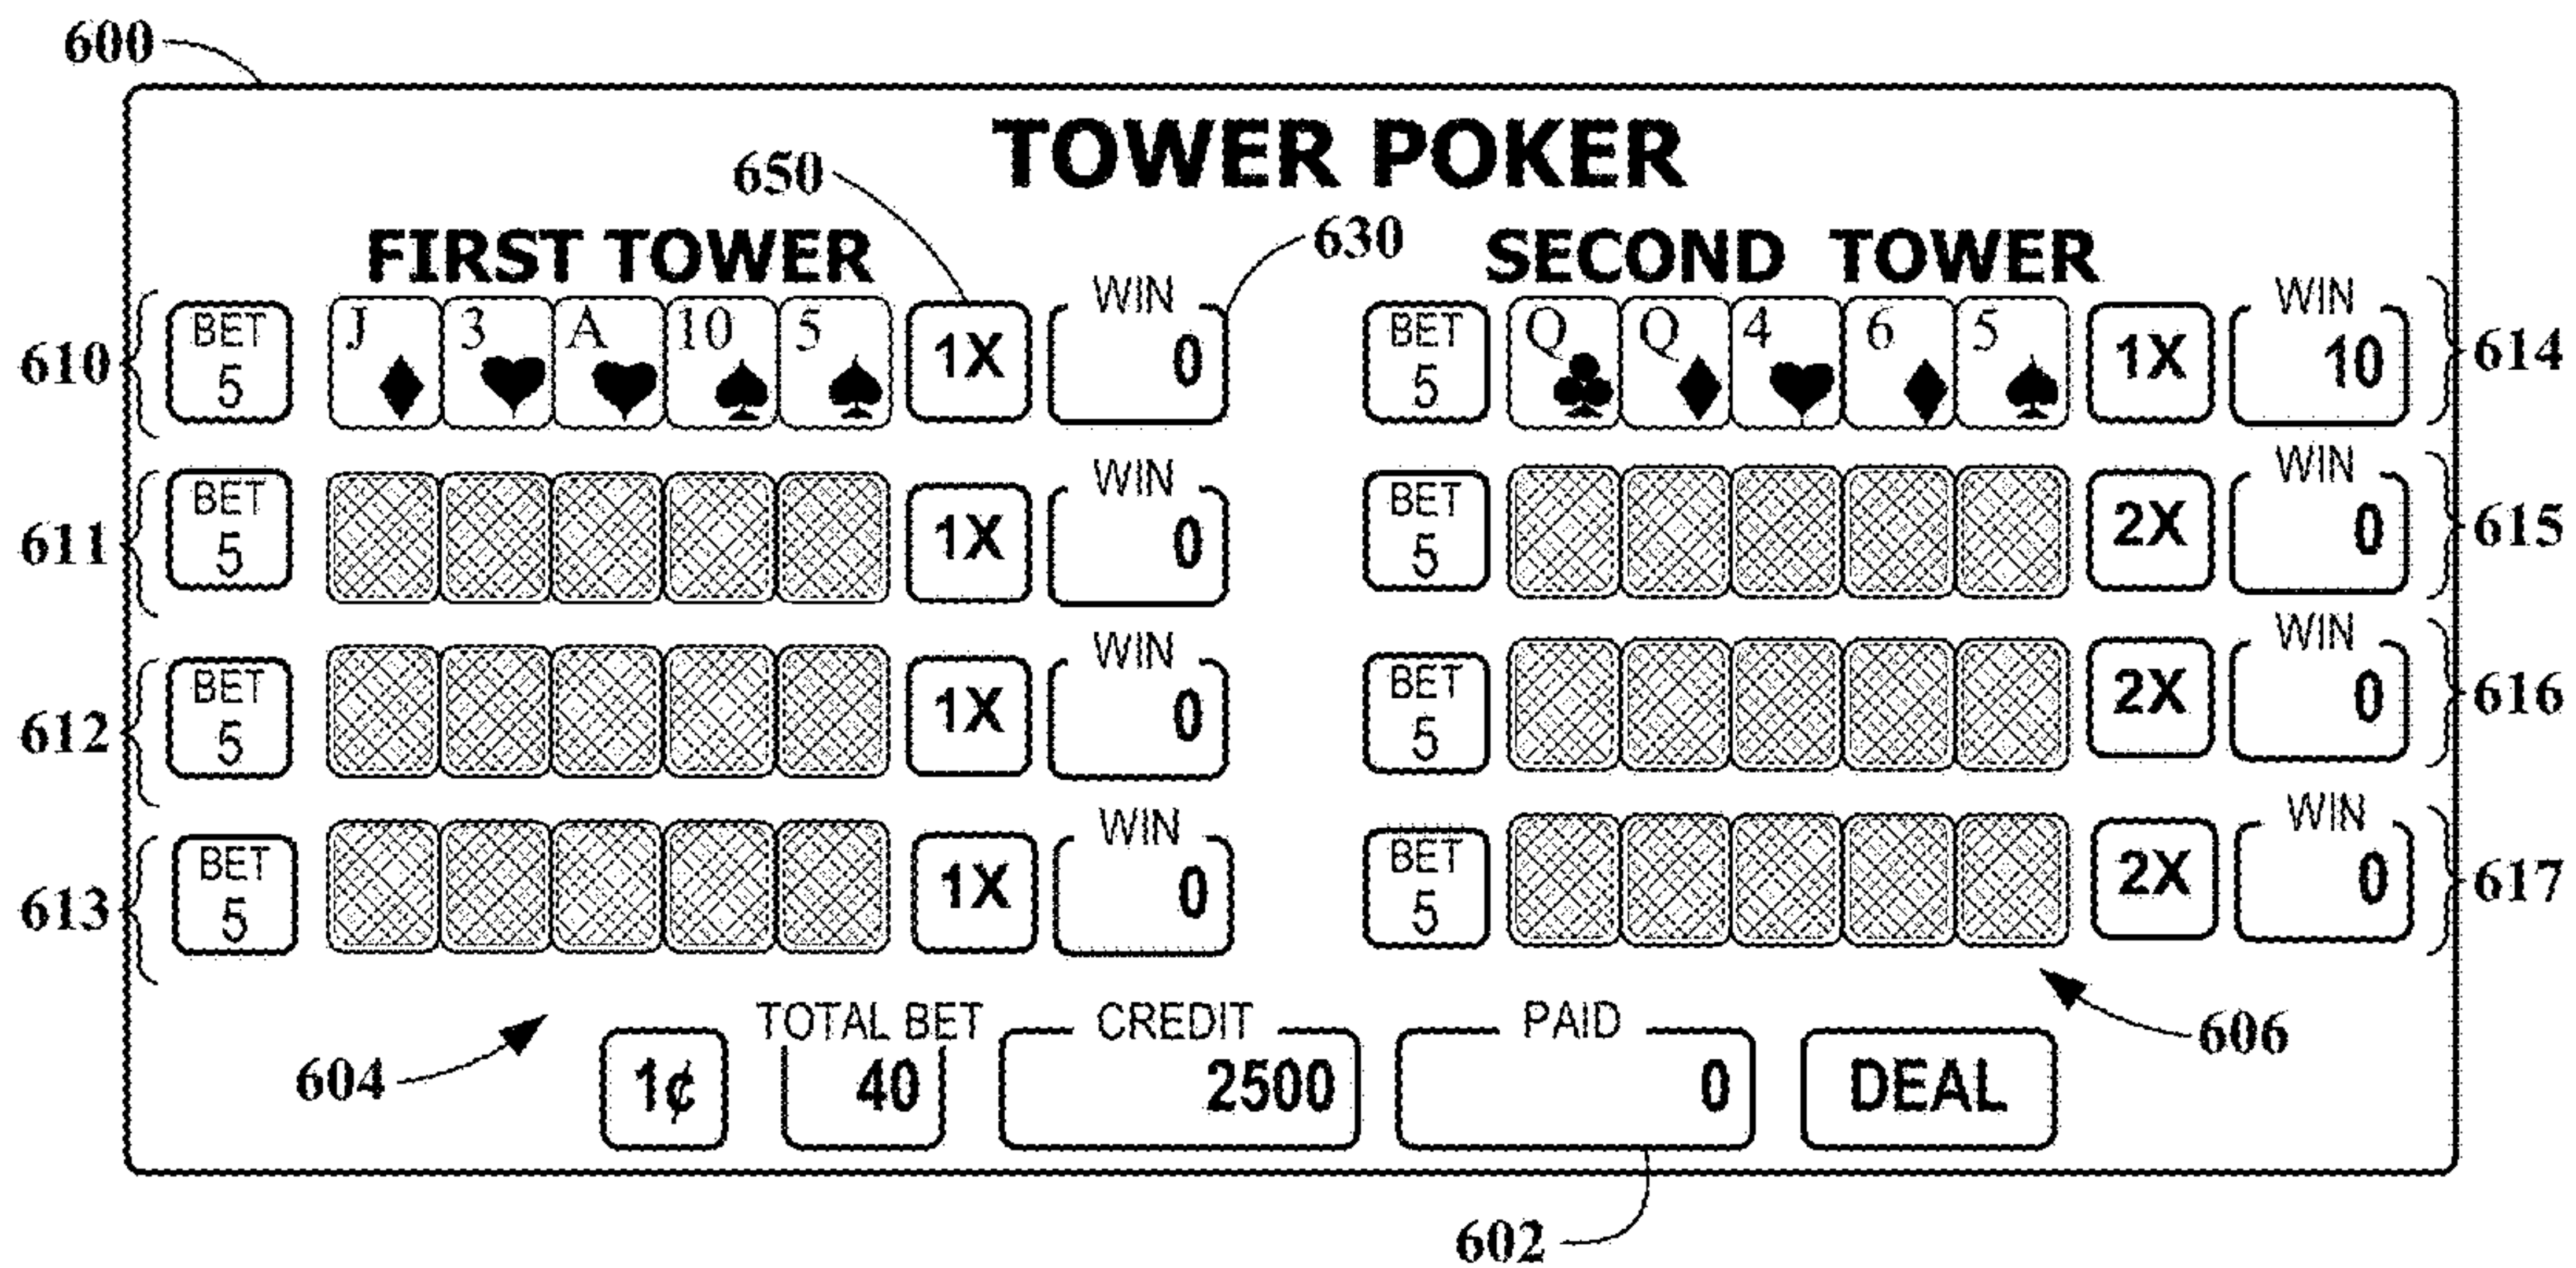 600
TOWER POKER
650
630
FIRST TOWER
SECOND TOWER
610 BET 5 J 3 A 10 5 1X WIN 0
BET 5 Q Q 4 6 5 1X WIN 10 614
611 BET 5 1X WIN 0
BET 5 2X WIN 0 615
612 BET 5 1X WIN 0
BET 5 2X WIN 0 616
613 BET 5 1X WIN 0
BET 5 2X WIN 0 617
604
606
1¢ TOTAL BET 40 CREDIT 2500 PAID 0 DEAL
602